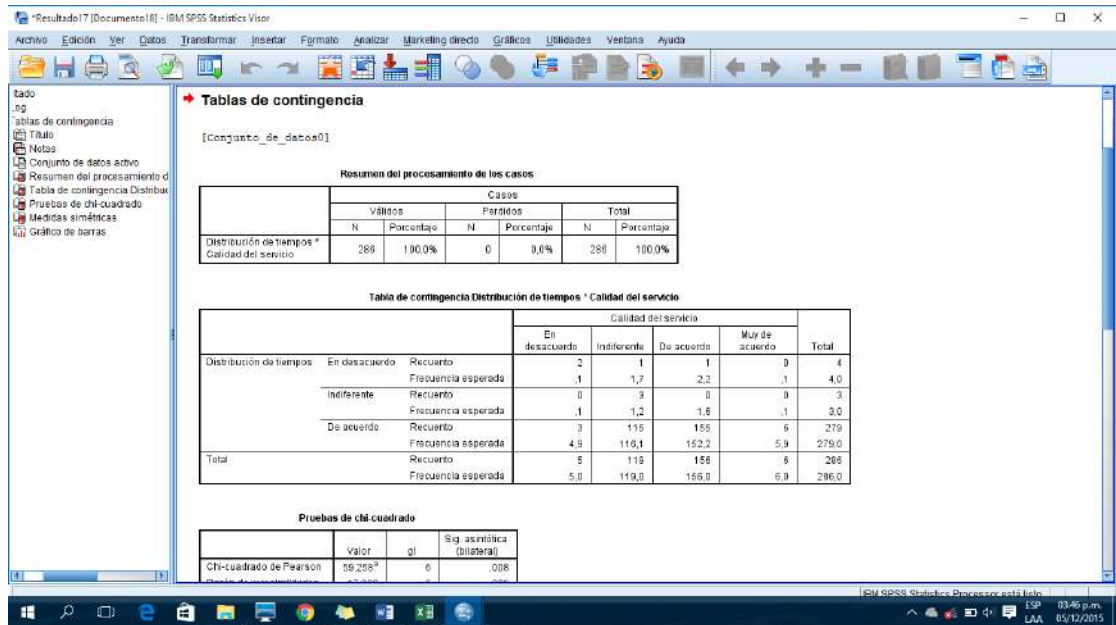 *Resultado17 [Documento18] - IBM SPSS Statistics Visor
Archivo Edición Ver Datos Transformar Insertar Formato Analizar Marketing directo Gráficos Utilidades Ventana Ayuda
ltado
.og
ablas de contingencia
Título
Notas
Conjunto de datos activo
Resumen del procesamiento d
Tabla de contingencia Distribuc
Pruebas de chi-cuadrado
Medidas simétricas
Gráfico de barras
Tablas de contingencia
[Conjunto_de_datos0]
Resumen del procesamiento de los casos
Casos
Válidos Perdidos Total
N Porcentaje N Porcentaje N Porcentaje
Distribución de tiempos * Calidad del servicio 286 100,0% 0 0,0% 286 100,0%
Tabla de contingencia Distribución de tiempos * Calidad del servicio
Calidad del servicio
En desacuerdo Indiferente De acuerdo Muy de acuerdo Total
Distribución de tiempos En desacuerdo Recuento 2 1 1 0 4
Frecuencia esperada ,1 1,7 2,2 ,1 4,0
Indiferente Recuento 0 3 0 0 3
Frecuencia esperada ,1 1,2 1,6 ,1 3,0
De acuerdo Recuento 3 115 155 6 279
Frecuencia esperada 4,9 116,1 152,2 5,9 279,0
Total Recuento 5 119 156 6 286
Frecuencia esperada 5,0 119,0 156,0 6,0 286,0
Pruebas de chi-cuadrado
Valor gl Sig. asintótica (bilateral)
Chi-cuadrado de Pearson 59,258ª 6 ,008
IBM SPSS Statistics Processor está listo
ESP 03:46 p.m.
LAA 05/12/2015